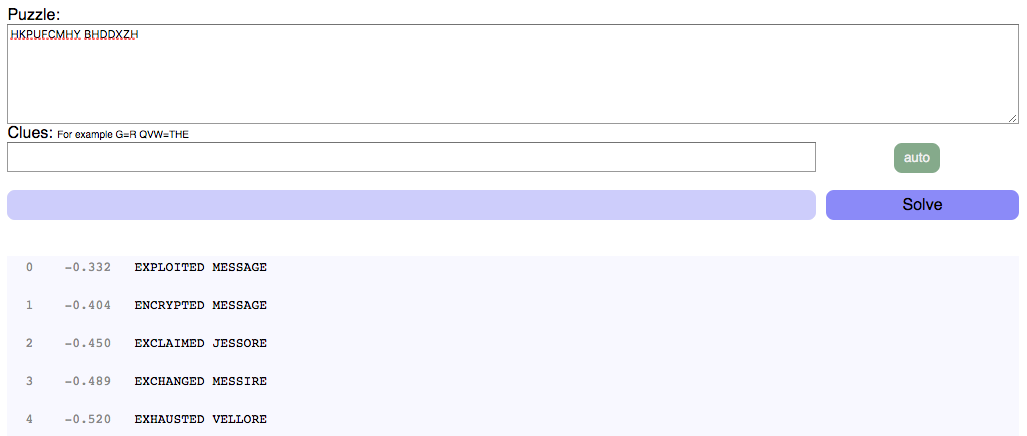 Puzzle:
HKPUFCMHY BHDDXZH
Clues: For example G=R QVW=THE
auto
Solve
0 -0.332 EXPLOITED MESSAGE
1 -0.404 ENCRYPTED MESSAGE
2 -0.450 EXCLAIMED JESSORE
3 -0.489 EXCHANGED MESSIRE
4 -0.520 EXHAUSTED VELLORE